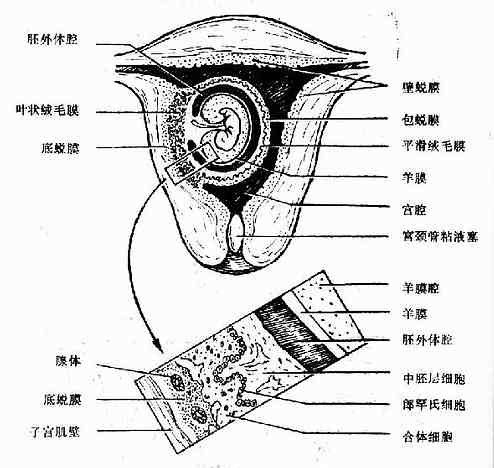 胚外体腔
叶状绒毛膜
底蜕膜
壁蜕膜
包蜕膜
平滑绒毛膜
羊膜
宫腔
宫颈管粘液塞
腺体
底蜕膜
子宫肌壁
羊膜腔
羊膜
胚外体腔
中胚层细胞
郎罕氏细胞
合体细胞